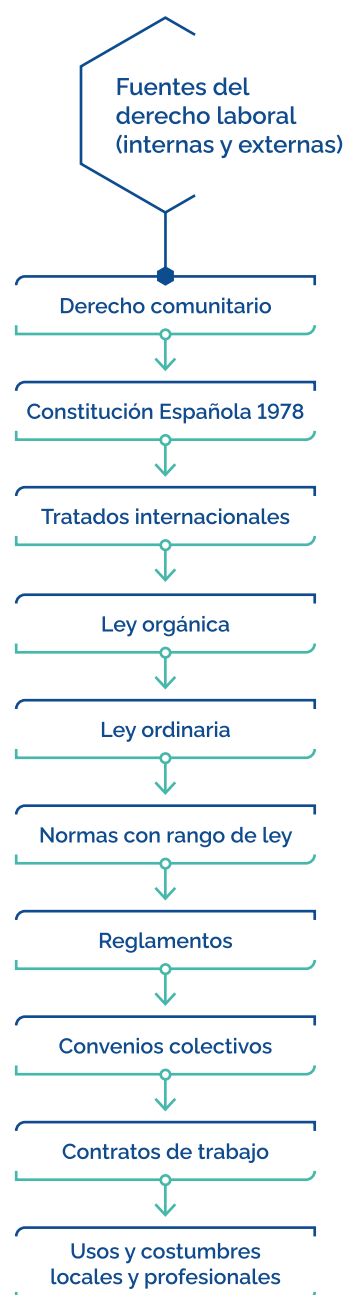 Fuentes del
derecho laboral
(internas y externas)
Derecho comunitario
Constitución Española 1978
Tratados internacionales
Ley orgánica
Ley ordinaria
Normas con rango de ley
Reglamentos
Convenios colectivos
Contratos de trabajo
Usos y costumbres
locales y profesionales